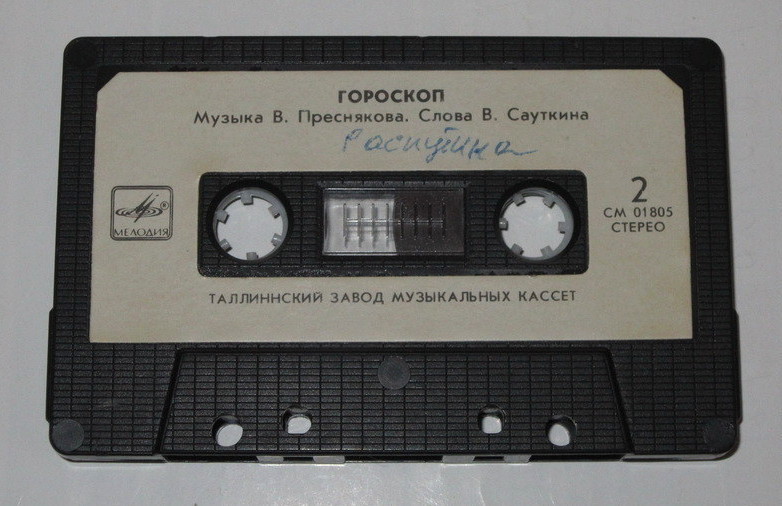 ГОРОСКОП
Музыка В. Преснякова. Слова В. Сауткина
Распутина
МЕЛОДИЯ ®
2
СМ 01805
СТЕРЕО
ТАЛЛИННСКИЙ ЗАВОД МУЗЫКАЛЬНЫХ КАССЕТ